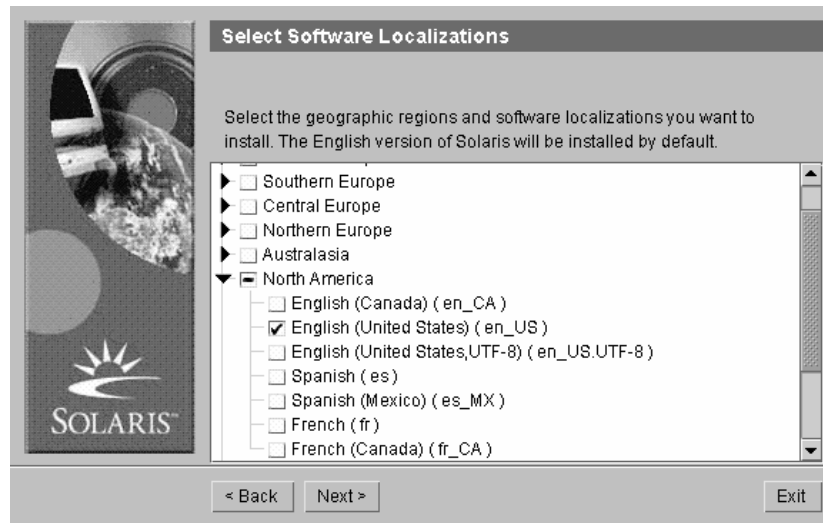 Select Software Localizations
Select the geographic regions and software localizations you want to
install. The English version of Solaris will be installed by default.
Southern Europe
Central Europe
Northern Europe
Australasia
North America
English (Canada) ( en_CA )
English (United States) ( en_US )
English (United States,UTF-8) ( en_US.UTF-8 )
Spanish ( es )
Spanish (Mexico) ( es_MX )
French ( fr )
French (Canada) ( fr_CA )
SOLARIS™
< Back
Next >
Exit